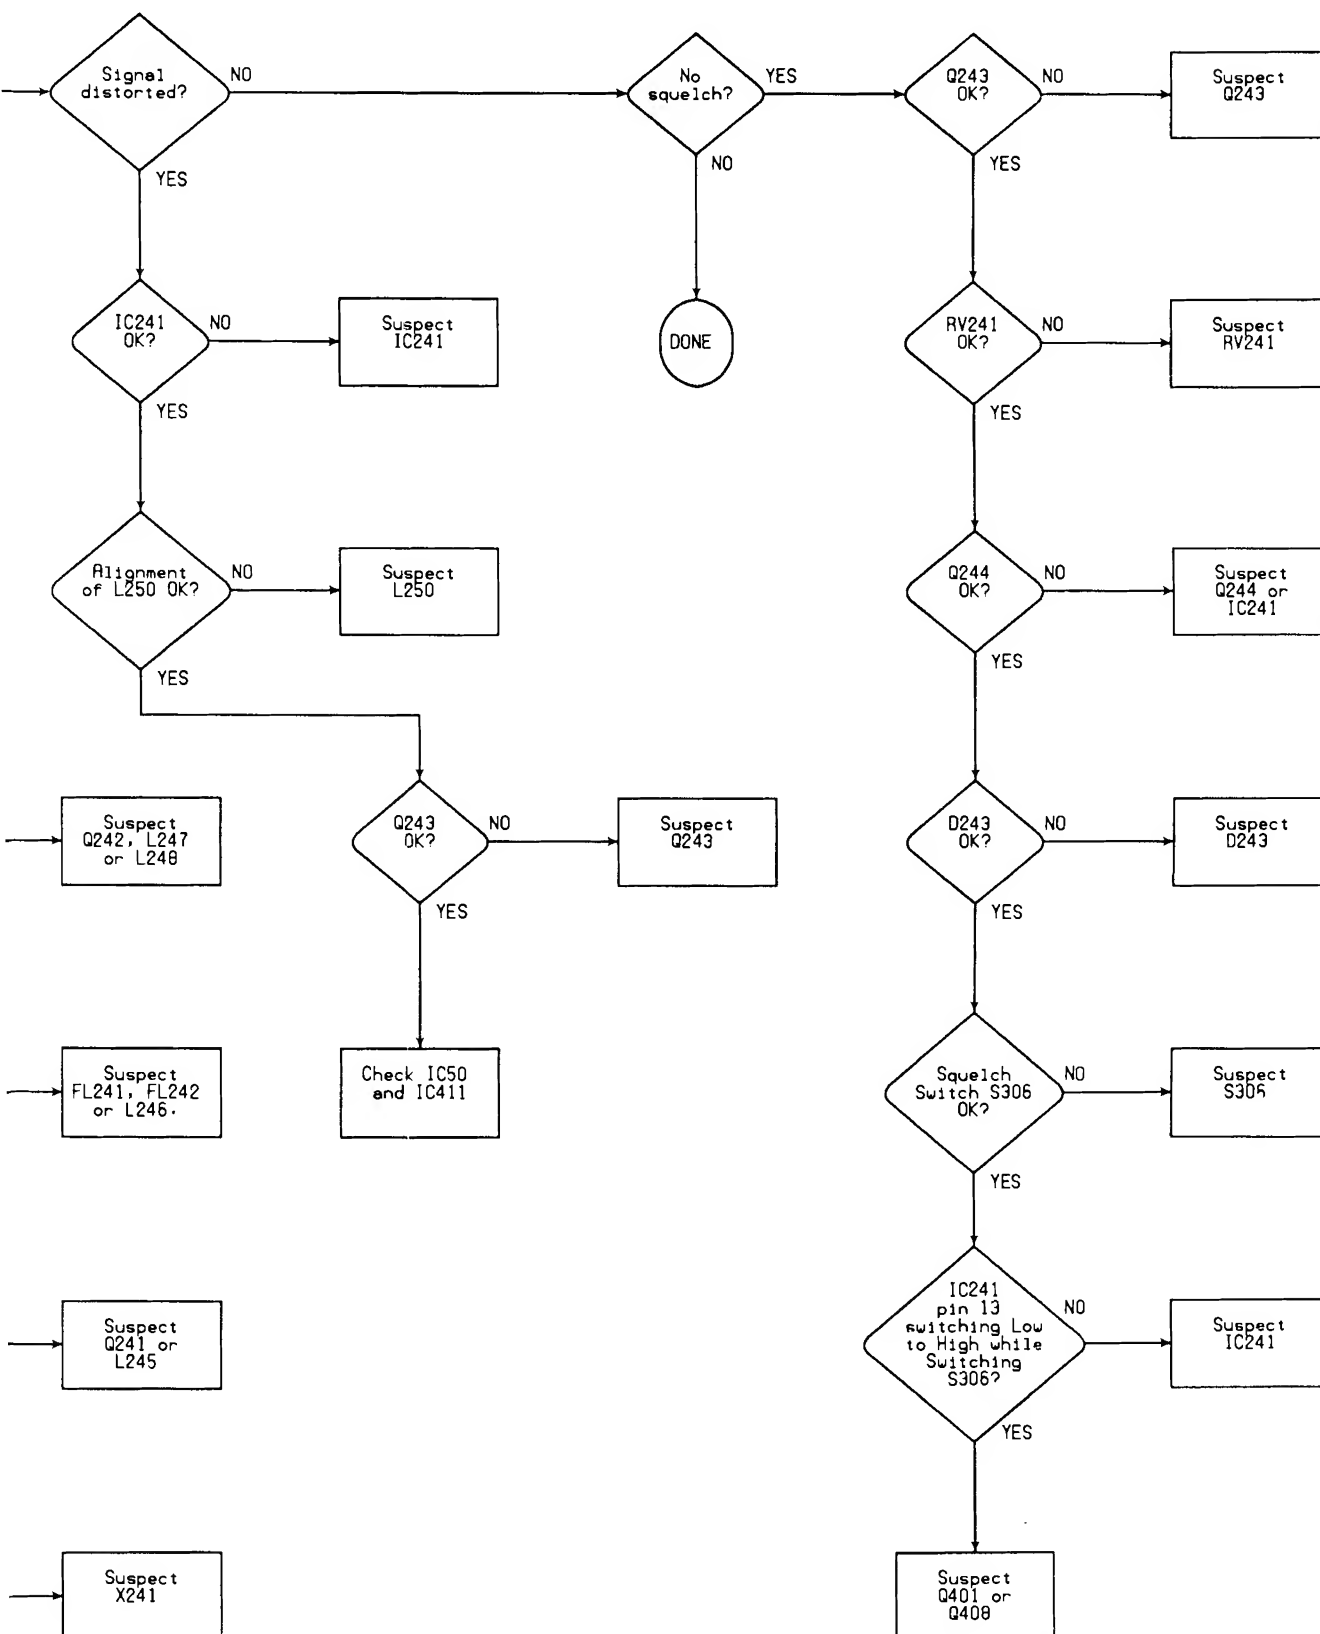 Signal
distorted?
NO
YES
No
squelch?
YES
NO
Q243
OK?
NO
YES
Suspect
Q243
IC241
OK?
NO
YES
Suspect
IC241
DONE
RV241
OK?
NO
YES
Suspect
RV241
Alignment
of L250 OK?
NO
YES
Suspect
L250
Q244
OK?
NO
YES
Suspect
Q244 or
IC241
Suspect
Q242, L247
or L248
Q243
OK?
NO
YES
Suspect
Q243
D243
OK?
NO
YES
Suspect
D243
Suspect
FL241, FL242
or L246.
Check IC50
and IC411
Squelch
Switch S306
OK?
NO
YES
Suspect
S306
Suspect
Q241 or
L245
IC241
pin 13
switching Low
to High while
Switching
S306?
NO
YES
Suspect
IC241
Suspect
X241
Suspect
Q401 or
Q408